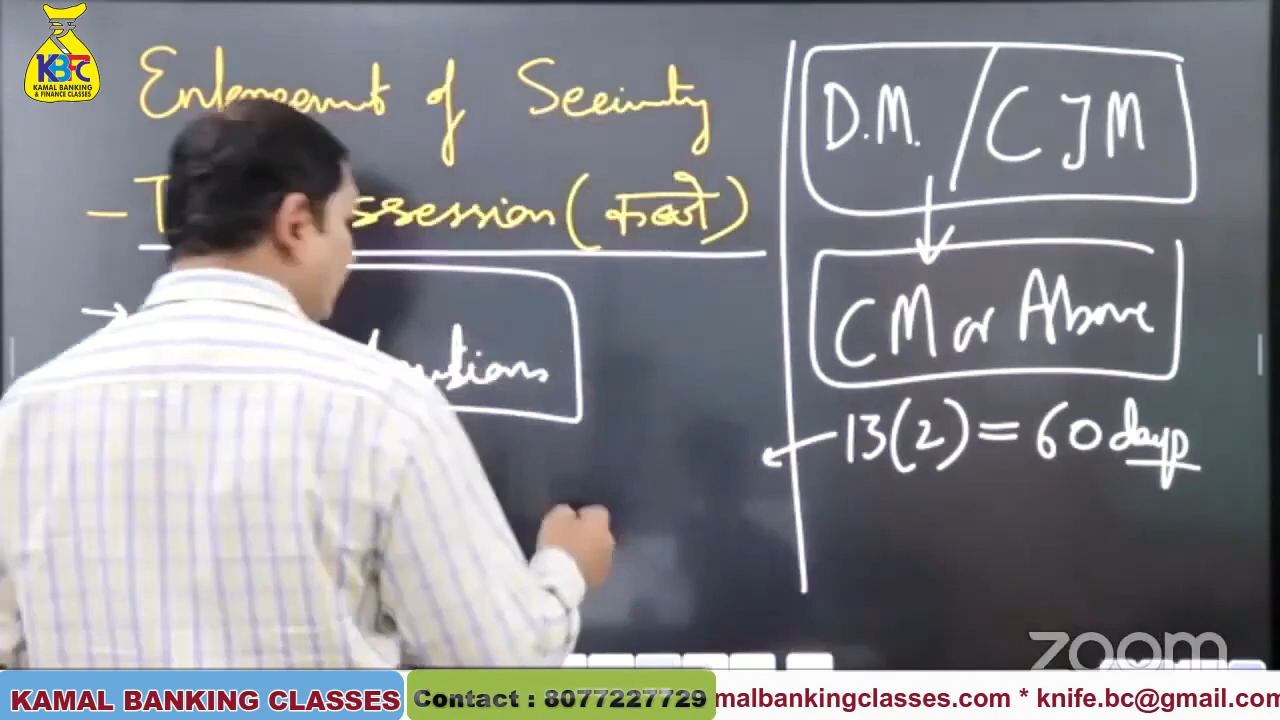 KBFC
KAMAL BANKING
& FINANCE CLASSES
of Security
ssession (कब्जे)
D.M. / CJM
CM or Above
13(2) = 60 days
zoom
KAMAL BANKING CLASSES
Contact : 8077227729
malbankingclasses.com * knife.bc@gmail.com